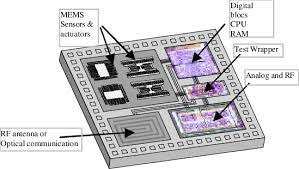 MEMS
Sensors &
actuators
Digital
blocs
CPU
RAM
Test Wrapper
Analog and RF
RF antenna or
Optical communication